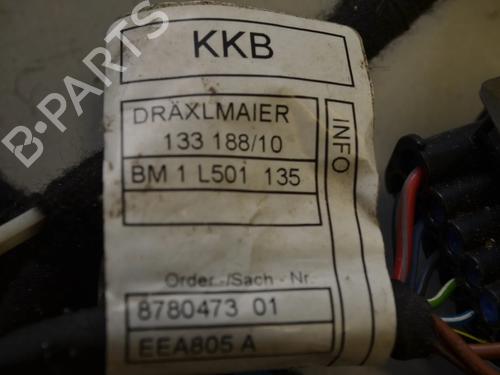 KKB
DRÄXLMAIER
133 188/10
BM 1 L501 135
INFO
Order-/Sach - Nr.
8780473 01
EEA805 A
B-PARTS